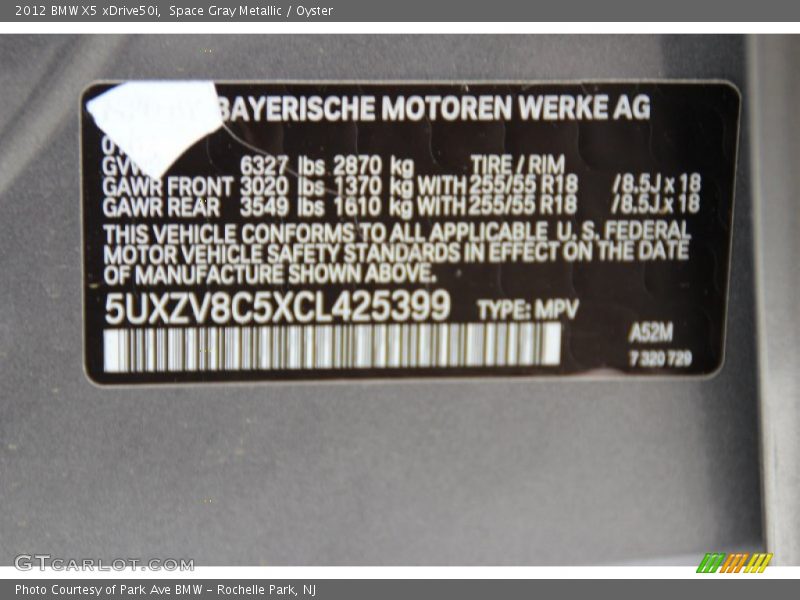 2012 BMW X5 xDrive50i, Space Gray Metallic / Oyster
BAYERISCHE MOTOREN WERKE AG
6327 lbs 2870 kg TIRE / RIM
GAWR FRONT 3020 lbs 1370 kg WITH 255/55 R18 /8.5J x 18
GAWR REAR 3549 lbs 1610 kg WITH 255/55 R18 /8.5J x 18
THIS VEHICLE CONFORMS TO ALL APPLICABLE U.S. FEDERAL
MOTOR VEHICLE SAFETY STANDARDS IN EFFECT ON THE DATE
OF MANUFACTURE SHOWN ABOVE.
5UXZV8C5XCL425399 TYPE: MPV
A52M
7 320 729
GTCARLOT.COM
Photo Courtesy of Park Ave BMW - Rochelle Park, NJ